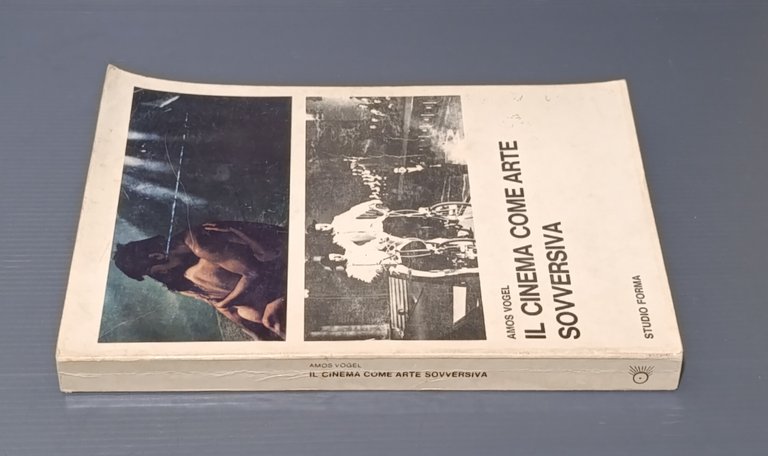 AMOS VOGEL
IL CINEMA COME ARTE
SOVVERSIVA
STUDIO FORMA
AMOS VOGEL
IL CINEMA COME ARTE SOVVERSIVA